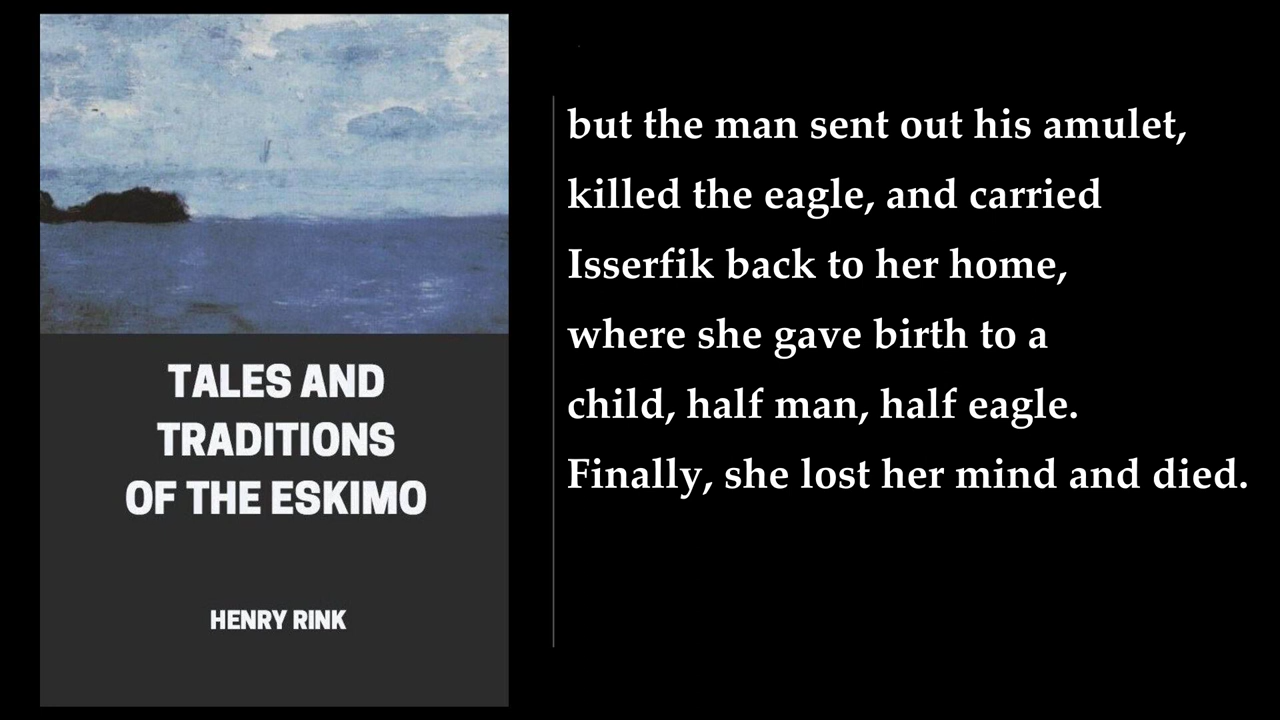 TALES AND
TRADITIONS
OF THE ESKIMO
HENRY RINK
but the man sent out his amulet,
killed the eagle, and carried
Isserfik back to her home,
where she gave birth to a
child, half man, half eagle.
Finally, she lost her mind and died.